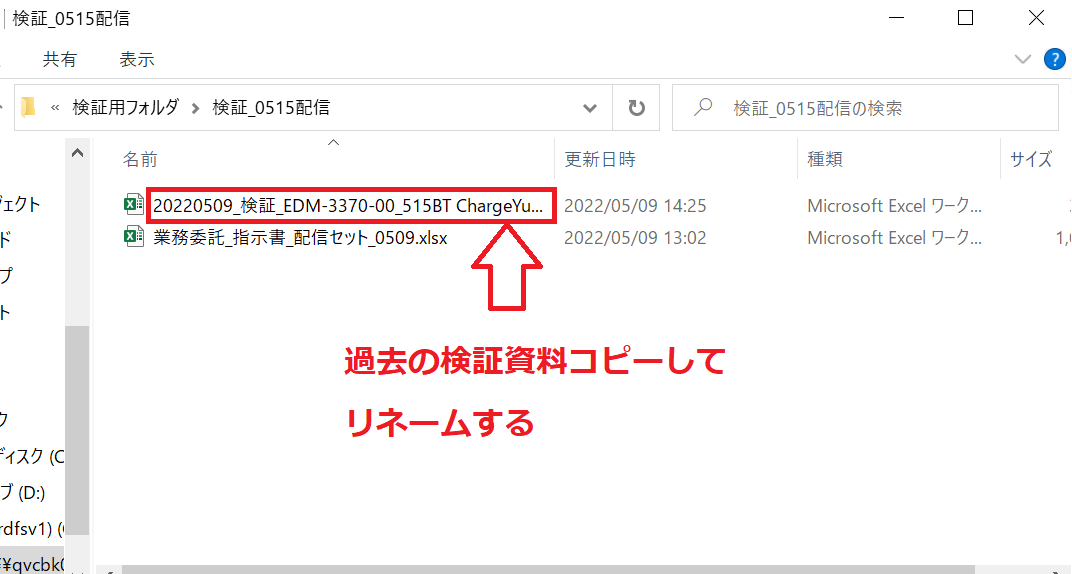 検証_0515配信
共有 表示
?
« 検証用フォルダ > 検証_0515配信
検証_0515配信の検索
名前 更新日時 種類 サイズ
20220509_検証_EDM-3370-00_515BT ChargeYu... 2022/05/09 14:25 Microsoft Excel ワーク...
業務委託_指示書_配信セット_0509.xlsx 2022/05/09 13:02 Microsoft Excel ワーク...
過去の検証資料コピーして
リネームする
ジェクト
ド
プ
ト
ク
ディスク (C
ブ (D:)
rdfsv1) (